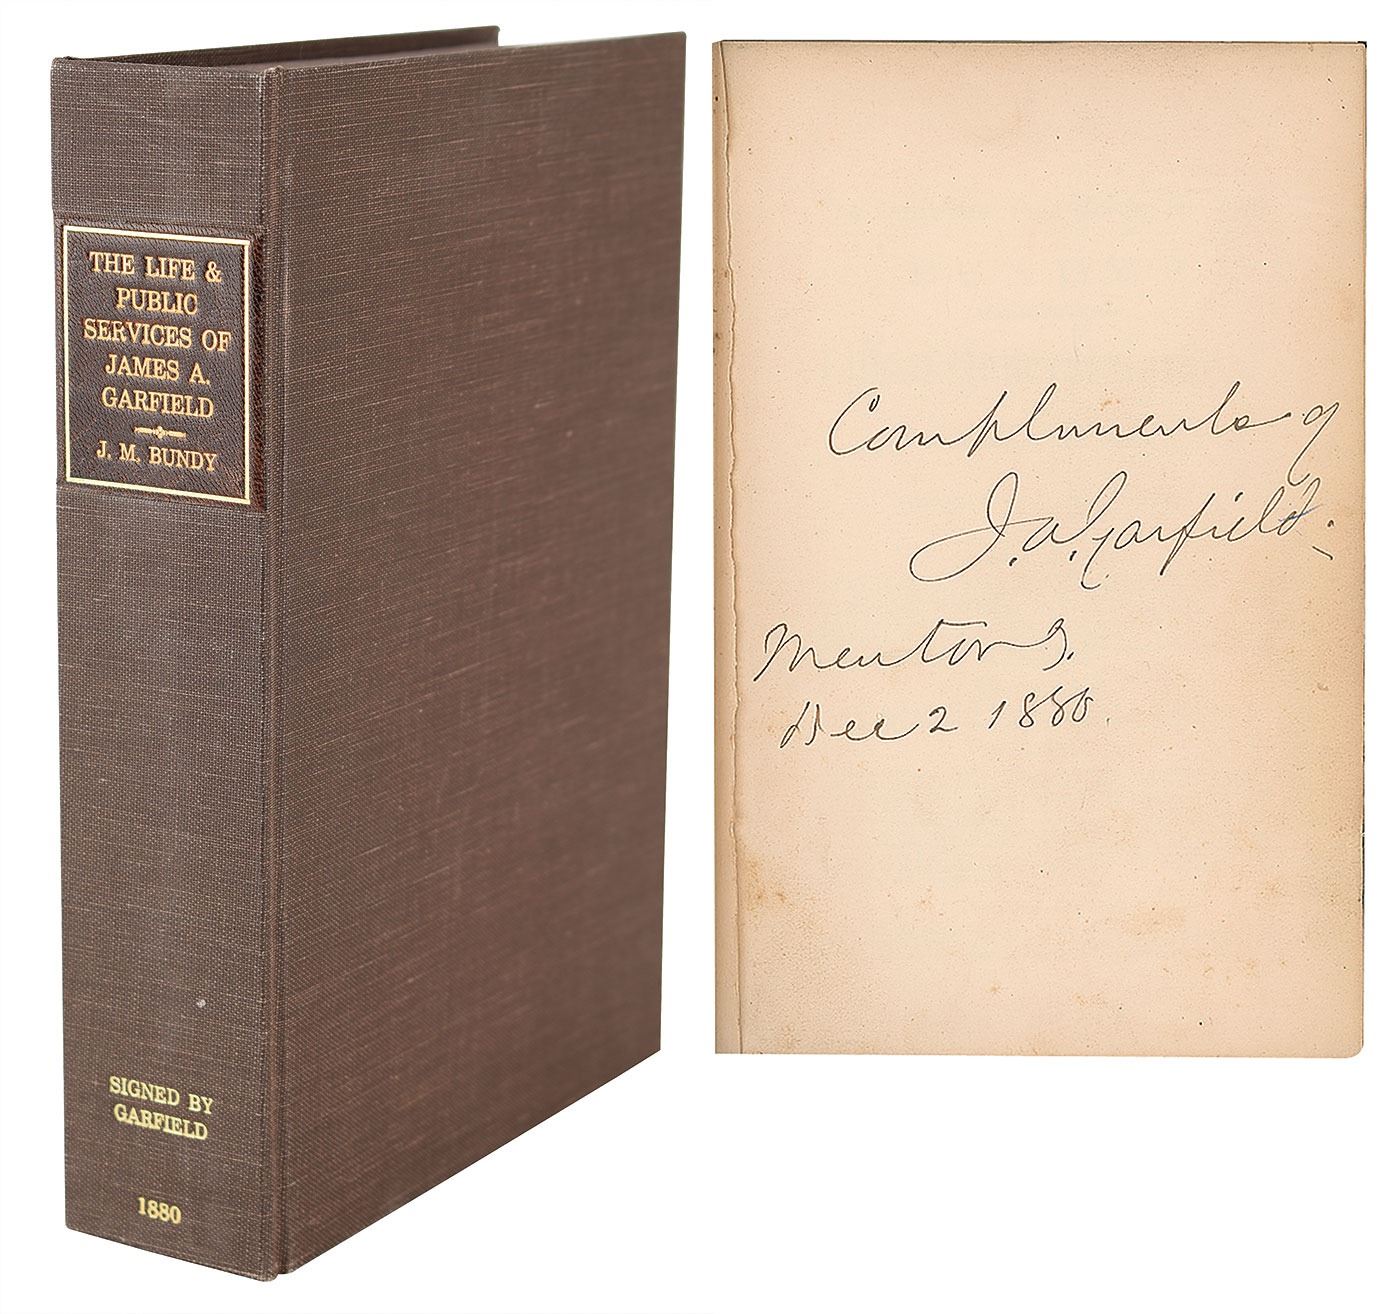 THE LIFE &
PUBLIC
SERVICES OF
JAMES A.
GARFIELD
J. M. BUNDY
SIGNED BY
GARFIELD
1880
Compliments of
J. A. Garfield.
Mentor O.
Dec 2 1880.